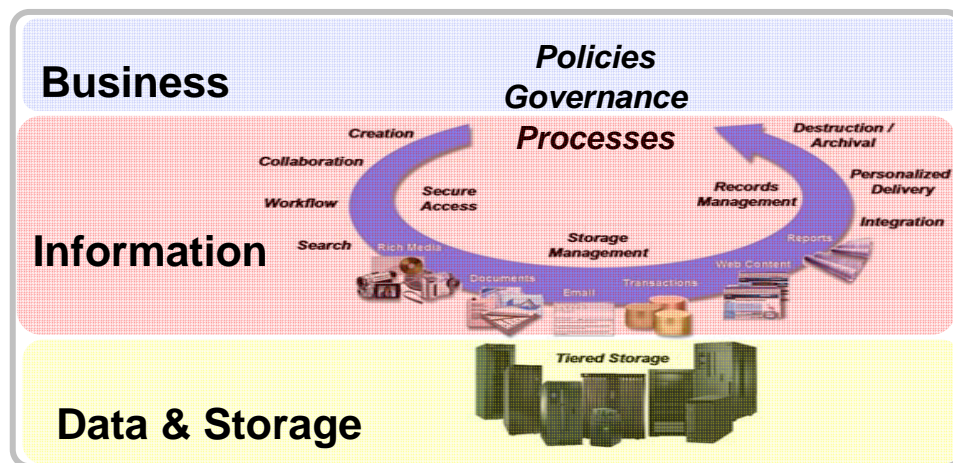 Business
Policies
Governance
Processes
Creation
Collaboration
Workflow
Search
Secure
Access
Information
Storage
Management
Records
Management
Destruction /
Archival
Personalized
Delivery
Integration
Rich Media
Documents
Email
Transactions
Web Content
Reports
Tiered Storage
Data & Storage